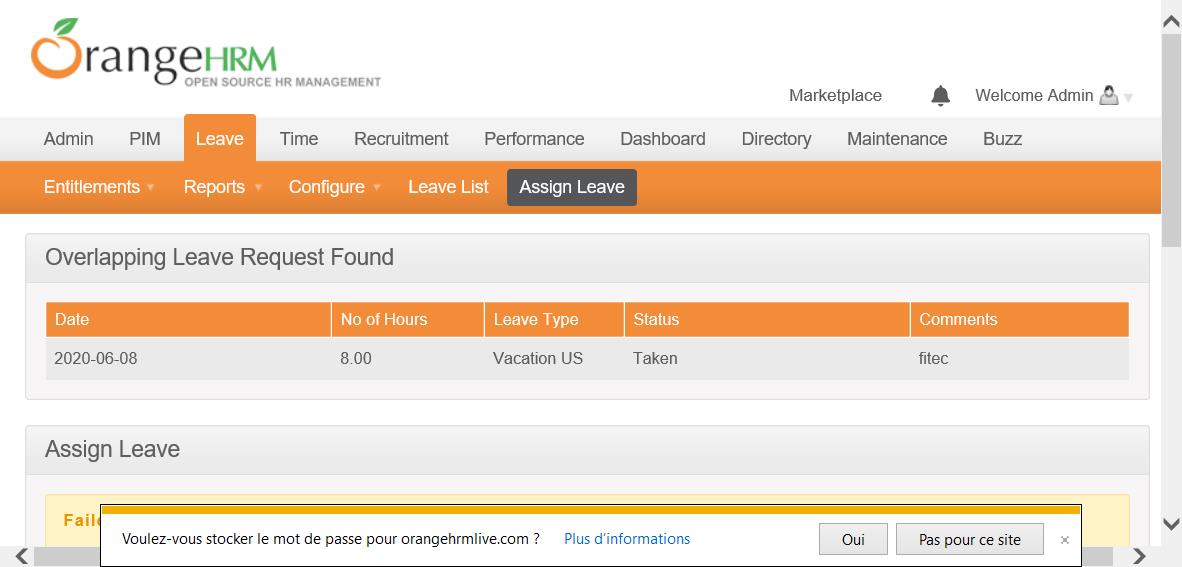 OrangeHRM
OPEN SOURCE HR MANAGEMENT
Marketplace Welcome Admin
Admin PIM Leave Time Recruitment Performance Dashboard Directory Maintenance Buzz
Entitlements Reports Configure Leave List Assign Leave
Overlapping Leave Request Found
Date No of Hours Leave Type Status Comments
2020-06-08 8.00 Vacation US Taken fitec
Assign Leave
Voulez-vous stocker le mot de passe pour orangehrmlive.com ? Plus d'informations Oui Pas pour ce site ×